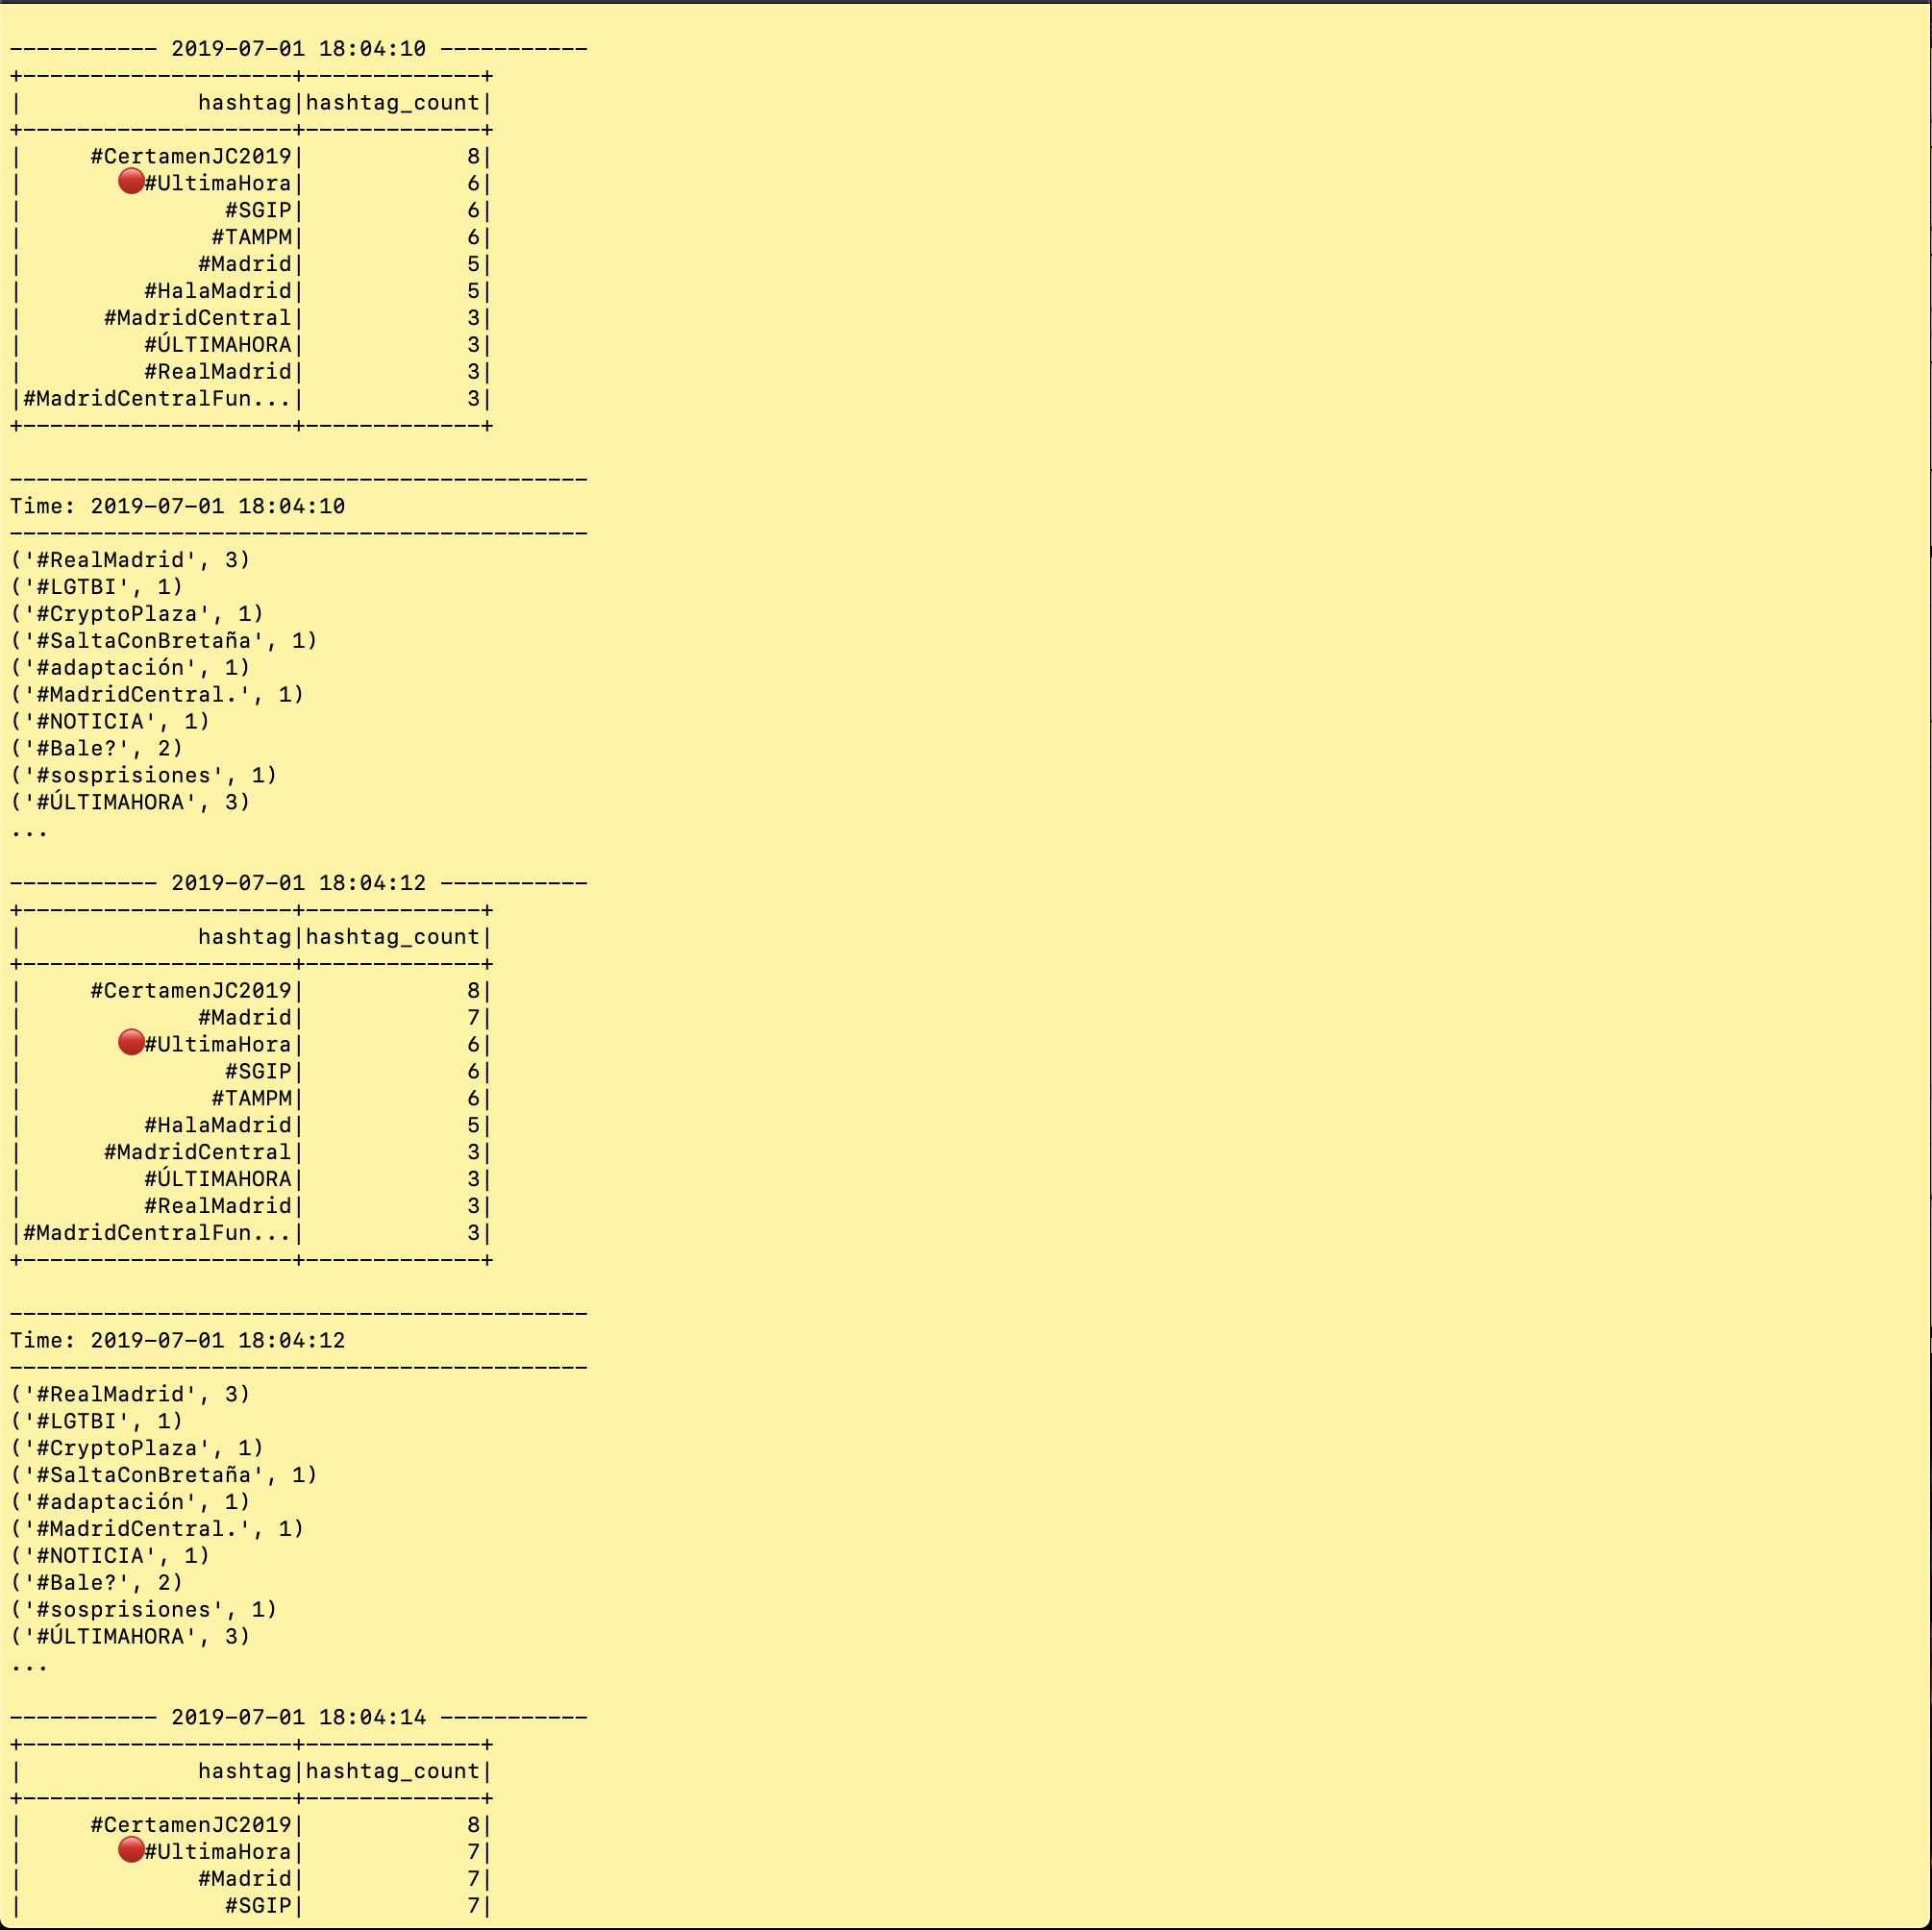 ----------- 2019-07-01 18:04:10 -----------
+--------------------+-------------+
|             hashtag|hashtag_count|
+--------------------+-------------+
|     #CertamenJC2019|            8|
|       🔴#UltimaHora|            6|
|               #SGIP|            6|
|              #TAMPM|            6|
|             #Madrid|            5|
|         #HalaMadrid|            5|
|      #MadridCentral|            3|
|         #ÚLTIMAHORA|            3|
|         #RealMadrid|            3|
|#MadridCentralFun...|            3|
+--------------------+-------------+
-------------------------------------------
Time: 2019-07-01 18:04:10
-------------------------------------------
('#RealMadrid', 3)
('#LGTBI', 1)
('#CryptoPlaza', 1)
('#SaltaConBretaña', 1)
('#adaptación', 1)
('#MadridCentral.', 1)
('#NOTICIA', 1)
('#Bale?', 2)
('#sosprisiones', 1)
('#ÚLTIMAHORA', 3)
...
----------- 2019-07-01 18:04:12 -----------
+--------------------+-------------+
|             hashtag|hashtag_count|
+--------------------+-------------+
|     #CertamenJC2019|            8|
|             #Madrid|            7|
|       🔴#UltimaHora|            6|
|               #SGIP|            6|
|              #TAMPM|            6|
|         #HalaMadrid|            5|
|      #MadridCentral|            3|
|         #ÚLTIMAHORA|            3|
|         #RealMadrid|            3|
|#MadridCentralFun...|            3|
+--------------------+-------------+
-------------------------------------------
Time: 2019-07-01 18:04:12
-------------------------------------------
('#RealMadrid', 3)
('#LGTBI', 1)
('#CryptoPlaza', 1)
('#SaltaConBretaña', 1)
('#adaptación', 1)
('#MadridCentral.', 1)
('#NOTICIA', 1)
('#Bale?', 2)
('#sosprisiones', 1)
('#ÚLTIMAHORA', 3)
...
----------- 2019-07-01 18:04:14 -----------
+--------------------+-------------+
|             hashtag|hashtag_count|
+--------------------+-------------+
|     #CertamenJC2019|            8|
|       🔴#UltimaHora|            7|
|             #Madrid|            7|
|               #SGIP|            7|